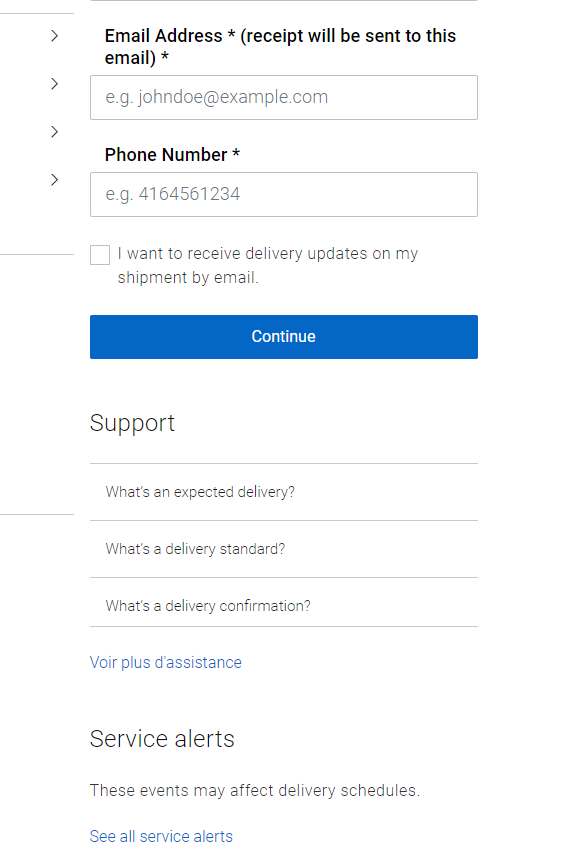 Email Address * (receipt will be sent to this
email) *
e.g. johndoe@example.com
Phone Number *
e.g. 4164561234
I want to receive delivery updates on my
shipment by email.
Continue
Support
What's an expected delivery?
What's a delivery standard?
What's a delivery confirmation?
Voir plus d'assistance
Service alerts
These events may affect delivery schedules.
See all service alerts